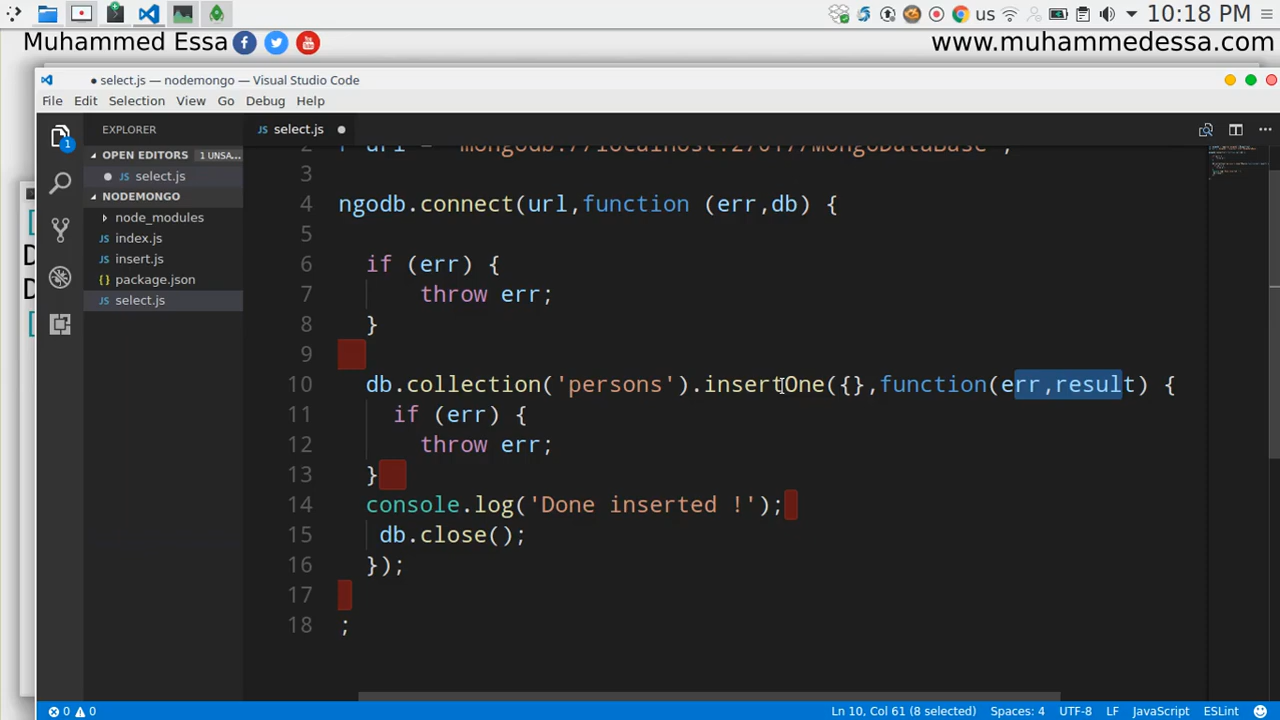 us 10:18 PM
Muhammed Essa www.muhammedessa.com
● select.js — nodemongo — Visual Studio Code
File Edit Selection View Go Debug Help
EXPLORER JS select.js ●
1
OPEN EDITORS 1 UNSA...
● select.js
NODEMONGO
node_modules
JS index.js
JS insert.js
{} package.json
JS select.js
3
4 ngodb.connect(url,function (err,db) {
5
6 if (err) {
7 throw err;
8 }
9
10 db.collection('persons').insertOne({},function(err,result) {
11 if (err) {
12 throw err;
13 }
14 console.log('Done inserted !');
15 db.close();
16 });
17
18 ;
0 0 Ln 10, Col 61 (8 selected) Spaces: 4 UTF-8 LF JavaScript ESLint